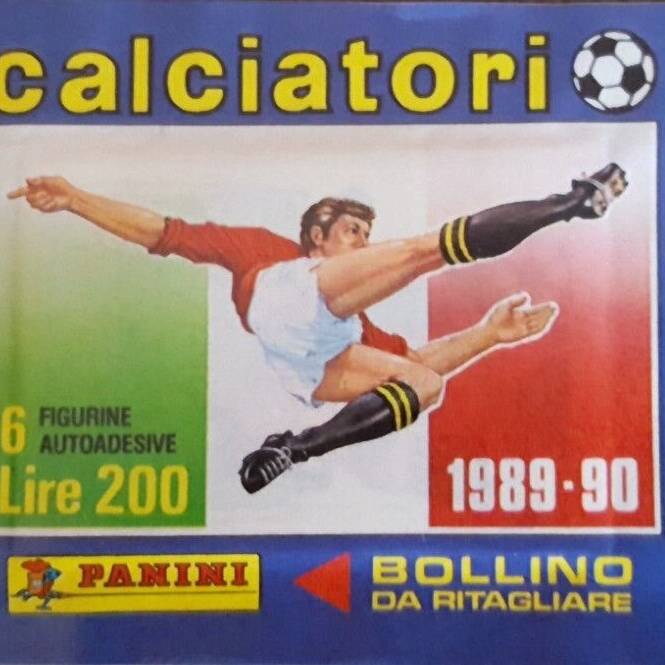 calciatori
6 FIGURINE
AUTOADESIVE
Lire 200
1989-90
PANINI
BOLLINO
DA RITAGLIARE